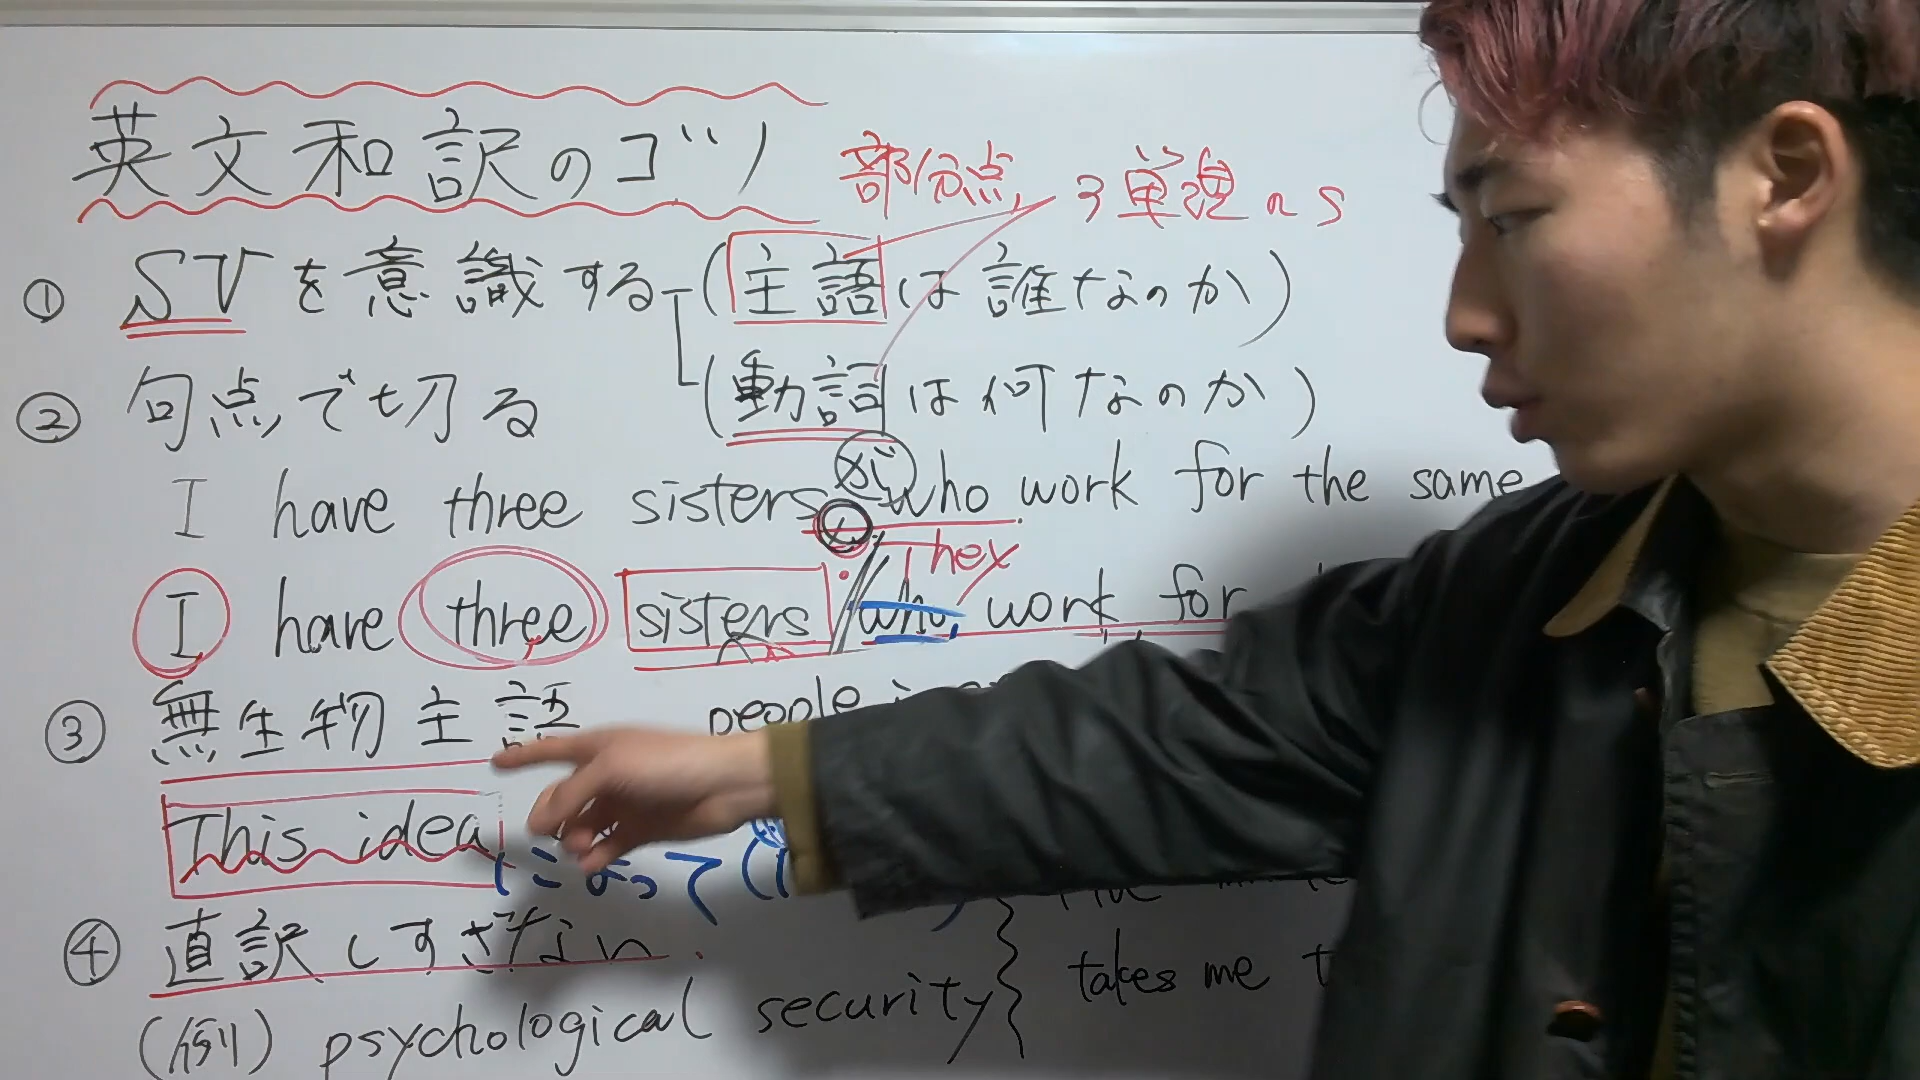 英文和訳のゴツ
部分点 3単現のS
① SVを意識する (主語は誰なのか)
② 句点で切る (動詞は何なのか)
I have three sisters, who work for the same
They
I have three sisters who work for
③ 無生物主語 people
This idea によって
④ 直訳しすぎない.
takes me t
(例) psychological security